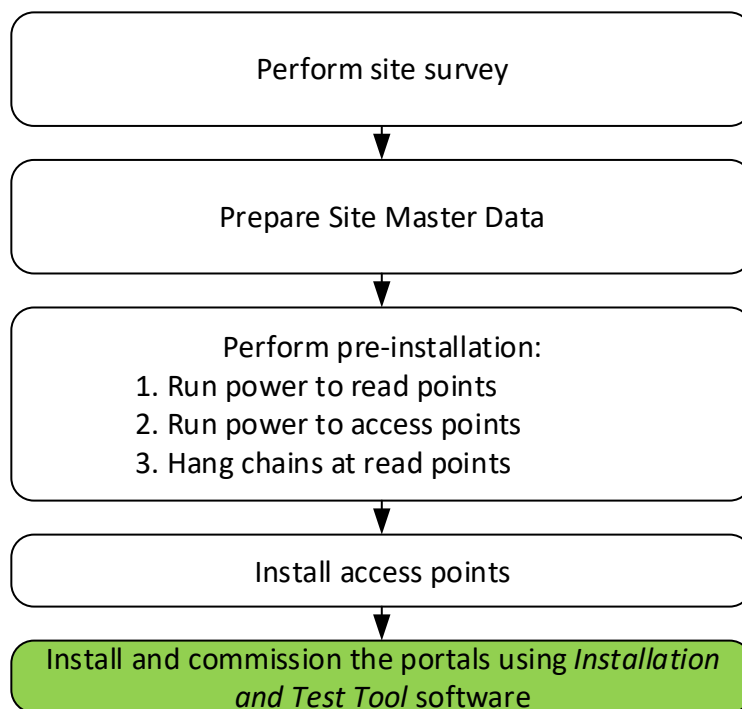 Perform site survey
Prepare Site Master Data
Perform pre-installation:
1. Run power to read points
2. Run power to access points
3. Hang chains at read points
Install access points
Install and commission the portals using Installation
and Test Tool software